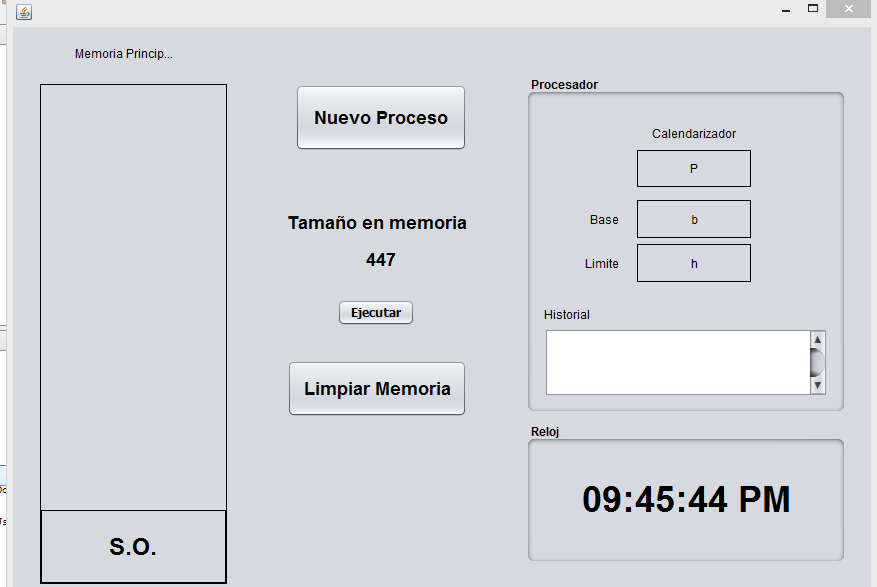 Memoria Princip...
S.O.
Nuevo Proceso
Tamaño en memoria
447
Ejecutar
Limpiar Memoria
Procesador
Calendarizador
P
Base
b
Limite
h
Historial
Reloj
09:45:44 PM